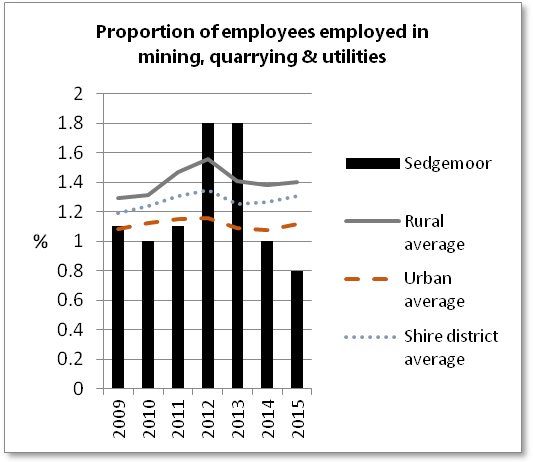 Proportion of employees employed in
mining, quarrying & utilities
2
1.8
1.6
1.4
1.2
1
0.8
0.6
0.4
0.2
0
%
2009
2010
2011
2012
2013
2014
2015
Sedgemoor
Rural
average
Urban
average
Shire district
average